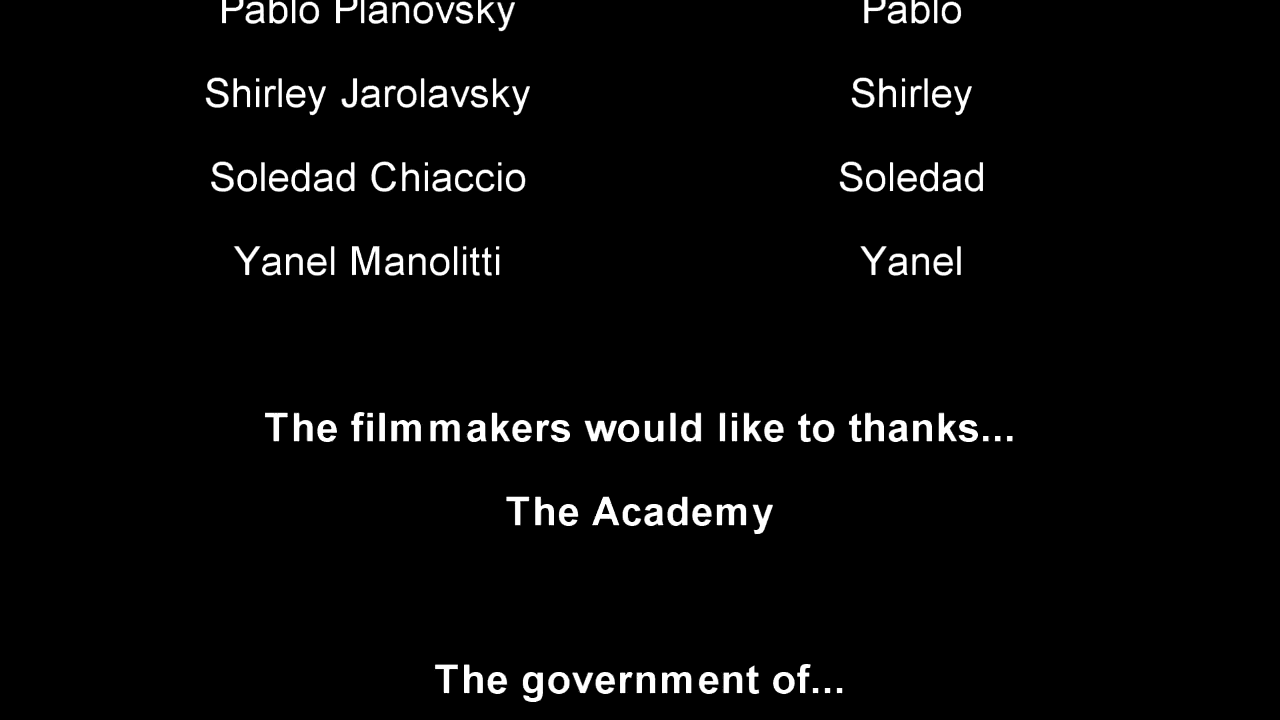 Pablo Planovsky Pablo
Shirley Jarolavsky Shirley
Soledad Chiaccio Soledad
Yanel Manolitti Yanel
The filmmakers would like to thanks...
The Academy
The government of...